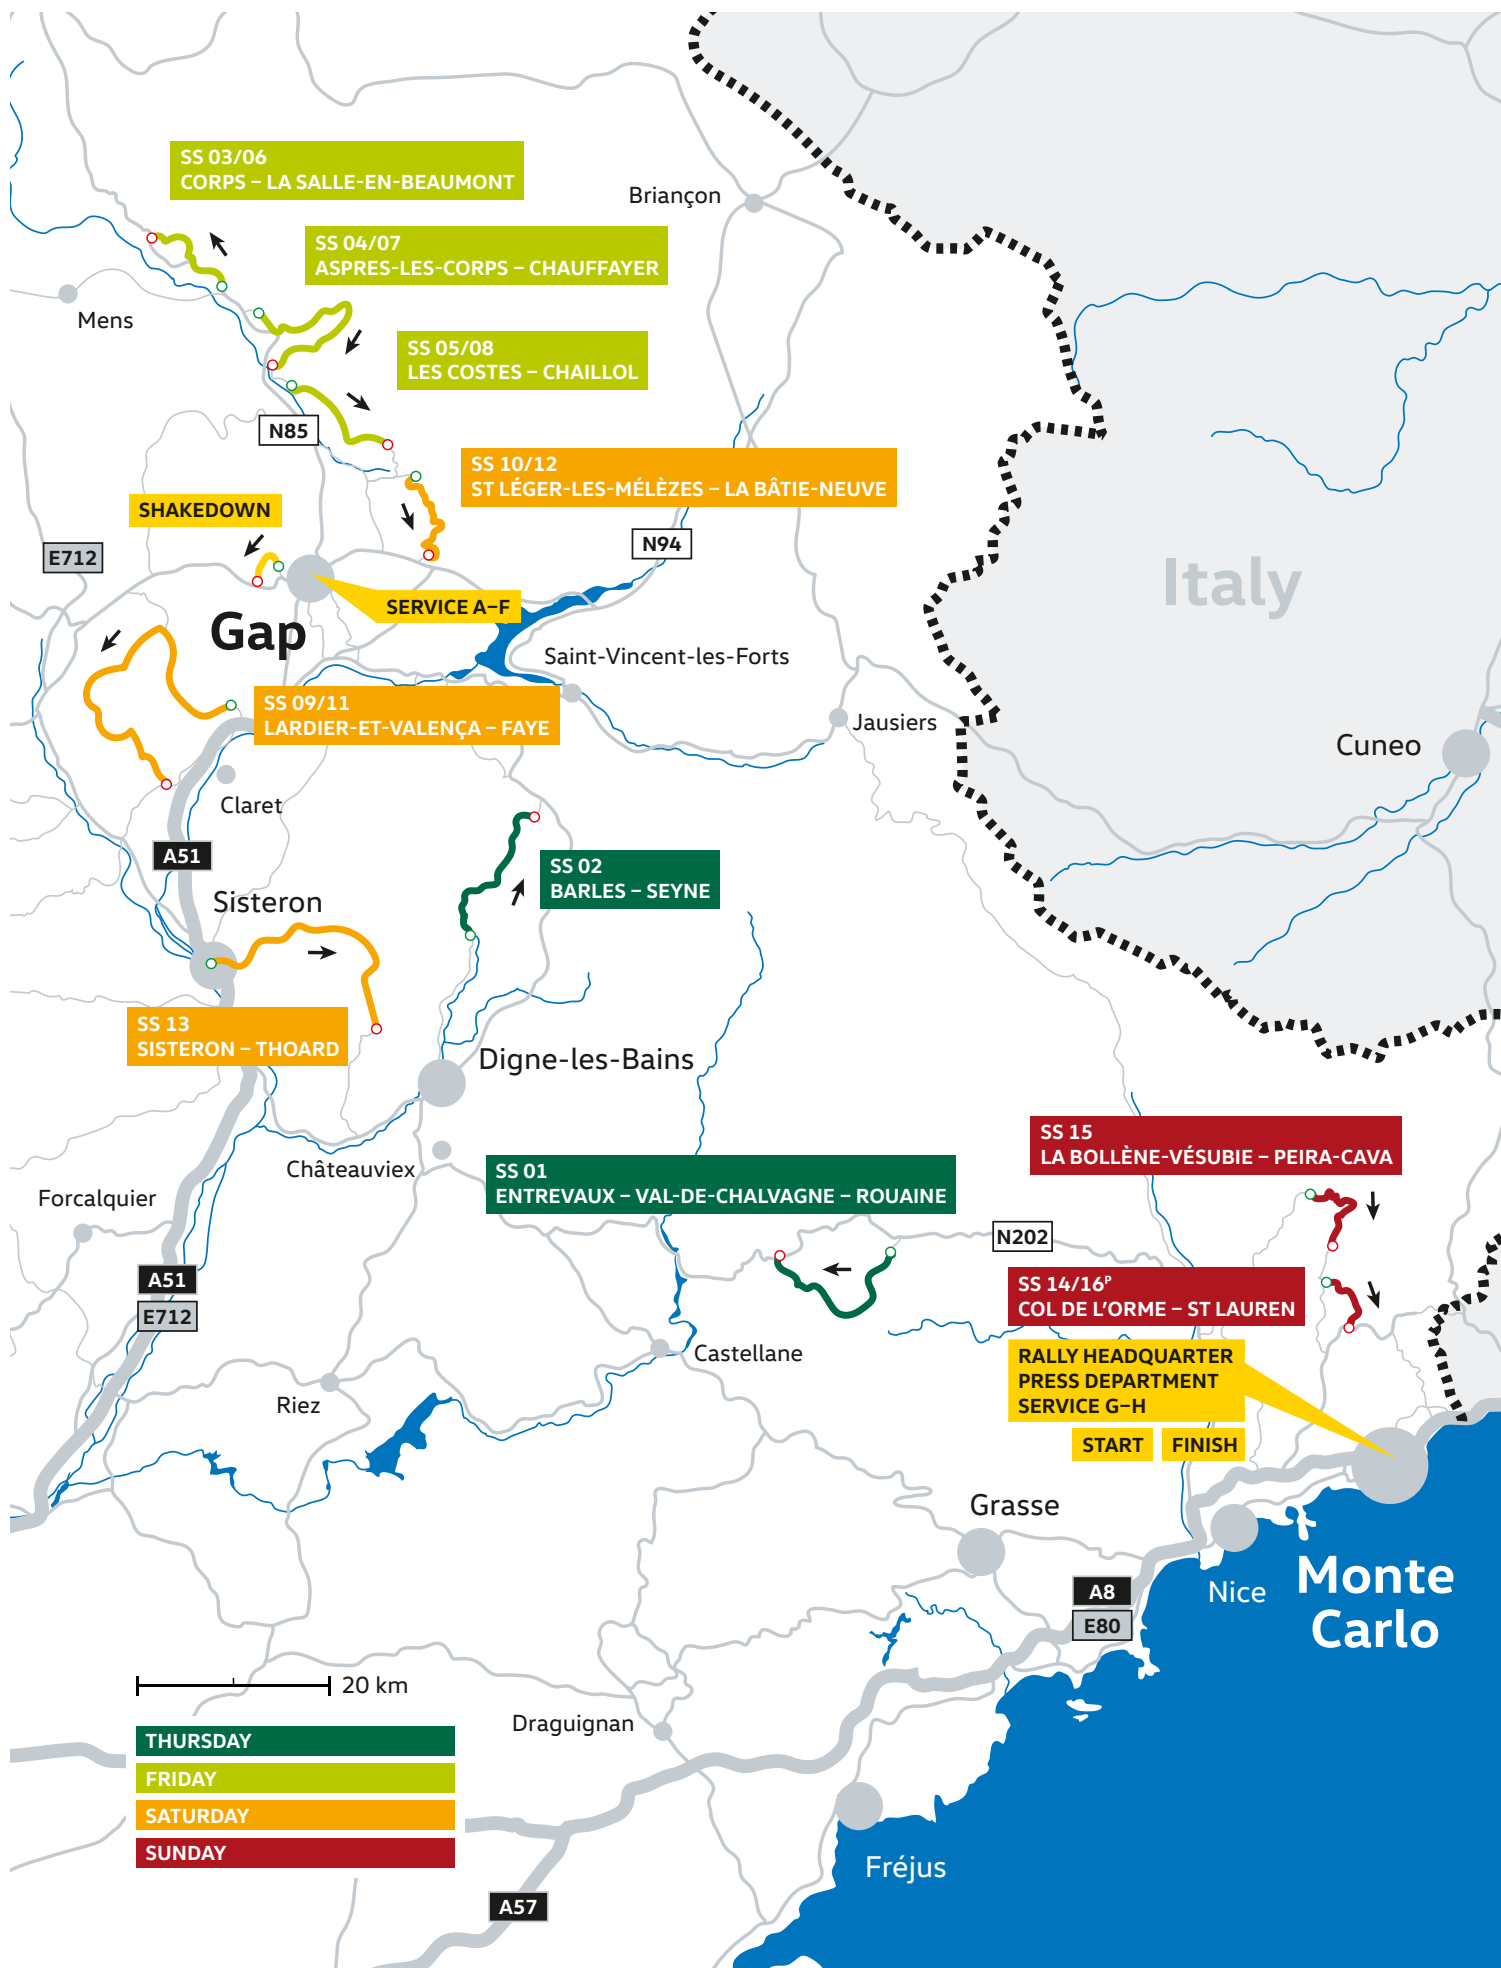 SS 03/06
CORPS – LA SALLE-EN-BEAUMONT
Briançon
SS 04/07
ASPRES-LES-CORPS – CHAUFFAYER
Mens
SS 05/08
LES COSTES – CHAILLOL
N85
SS 10/12
ST LÉGER-LES-MÉLÈZES – LA BÂTIE-NEUVE
SHAKEDOWN
N94
E712
Italy
SERVICE A–F
Gap
Saint-Vincent-les-Forts
SS 09/11
LARDIER-ET-VALENÇA – FAYE
Jausiers
Cuneo
Claret
A51
SS 02
BARLES – SEYNE
Sisteron
SS 13
SISTERON – THOARD
Digne-les-Bains
SS 15
LA BOLLÈNE-VÉSUBIE – PEIRA-CAVA
Châteauviex
SS 01
ENTREVAUX – VAL-DE-CHALVAGNE – ROUAINE
Forcalquier
N202
A51
E712
SS 14/16ᴾ
COL DE L’ORME – ST LAUREN
Castellane
RALLY HEADQUARTER
PRESS DEPARTMENT
SERVICE G–H
Riez
START
FINISH
Grasse
Monte
Carlo
Nice
A8
E80
20 km
Draguignan
THURSDAY
FRIDAY
SATURDAY
SUNDAY
Fréjus
A57